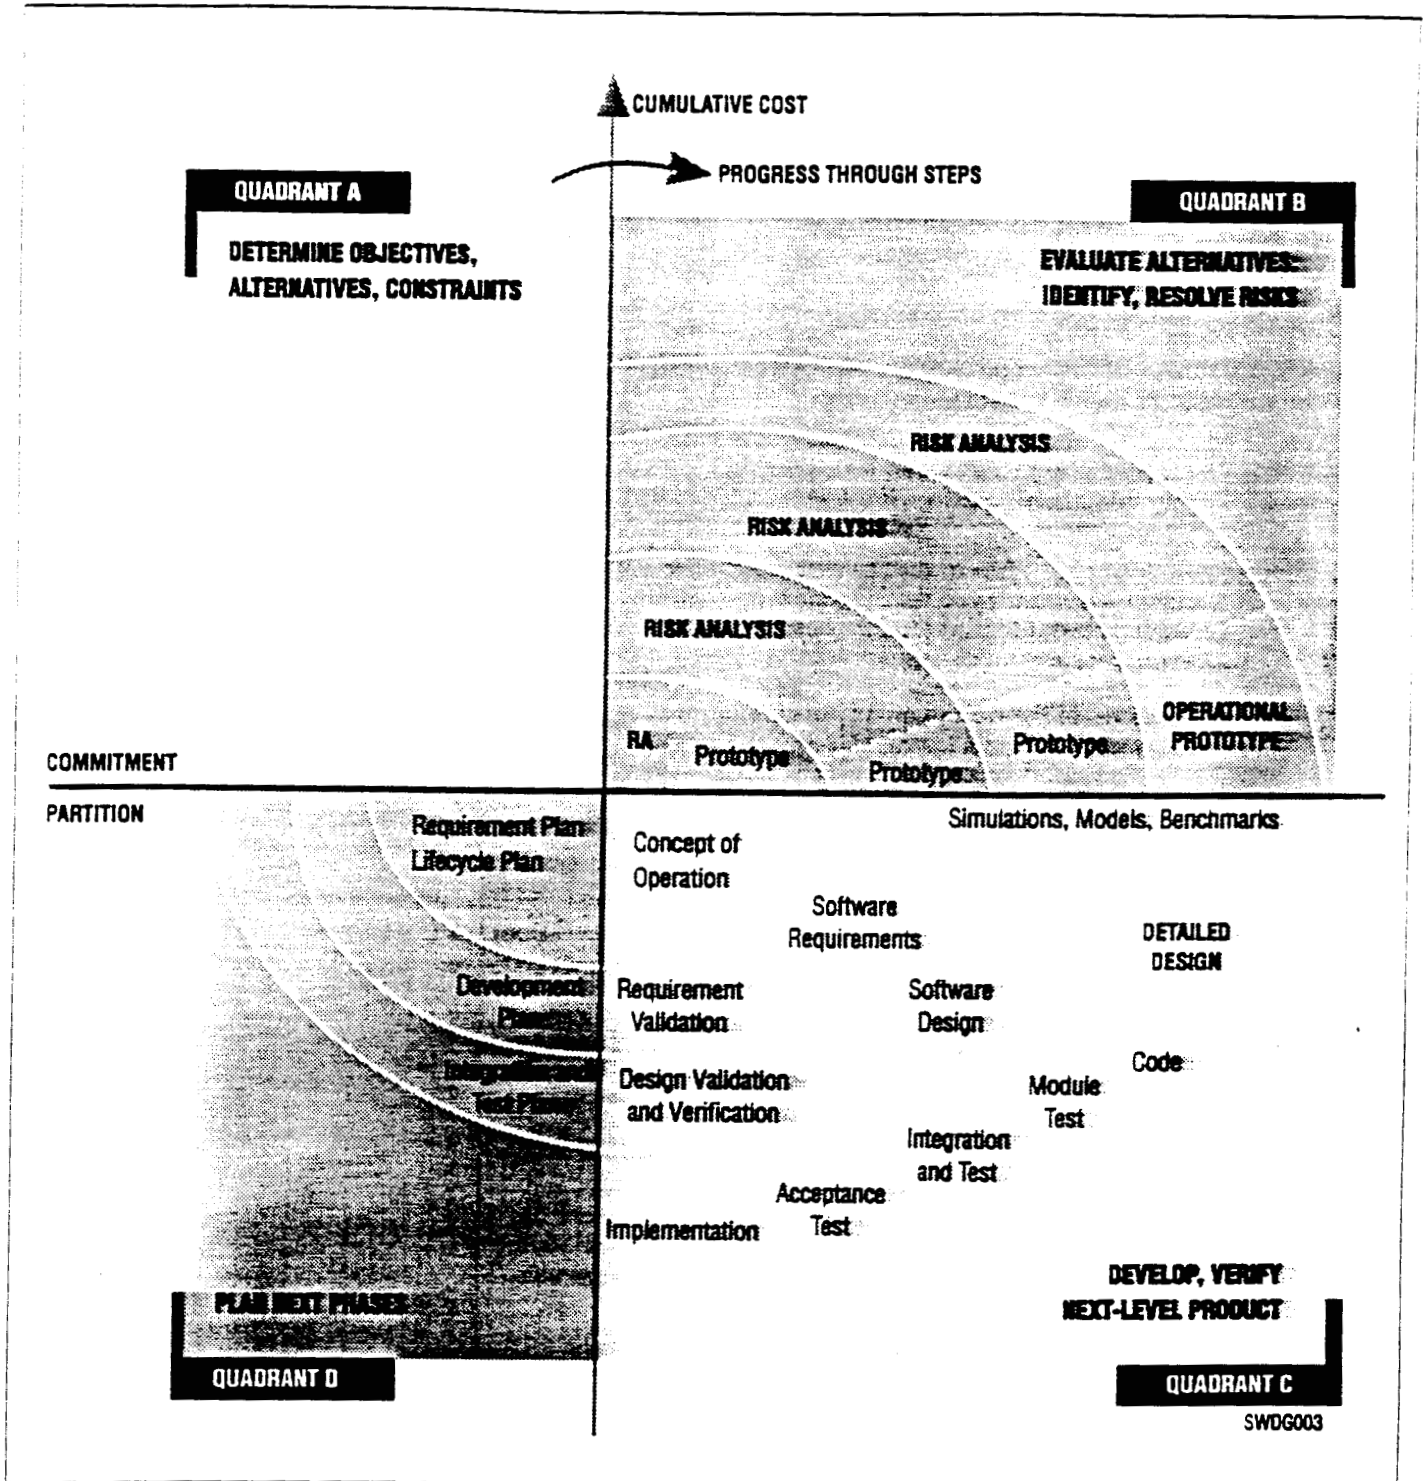 CUMULATIVE COST
PROGRESS THROUGH STEPS
QUADRANT A
DETERMINE OBJECTIVES,
ALTERNATIVES, CONSTRAINTS
QUADRANT B
EVALUATE ALTERNATIVES
IDENTIFY, RESOLVE RISKS
RISK ANALYSIS
RISK ANALYSIS
RISK ANALYSIS
RA
Prototype
Prototype
Prototype
OPERATIONAL
PROTOTYPE
COMMITMENT
PARTITION
Requirement Plan
Lifecycle Plan
Development
Integration and
Test
PLAN NEXT PHASES
QUADRANT D
Simulations, Models, Benchmarks
Concept of
Operation
Software
Requirements
DETAILED
DESIGN
Requirement
Validation
Software
Design
Code
Design Validation
and Verification
Module
Test
Integration
and Test
Acceptance
Test
Implementation
DEVELOP, VERIFY
NEXT-LEVEL PRODUCT
QUADRANT C
SWDG003